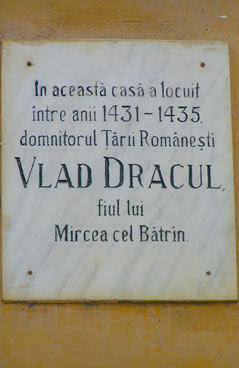 In această casă a locuit
între anii 1431-1435
domnitorul Țării Românești
VLAD DRACUL,
fiul lui
Mircea cel Bătrîn.